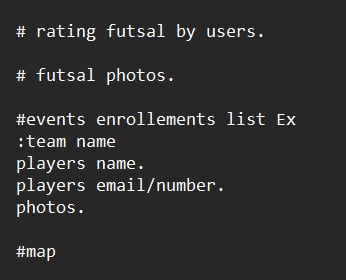 # rating futsal by users.
# futsal photos.
#events enrollements list Ex
:team name
players name.
players email/number.
photos.
#map